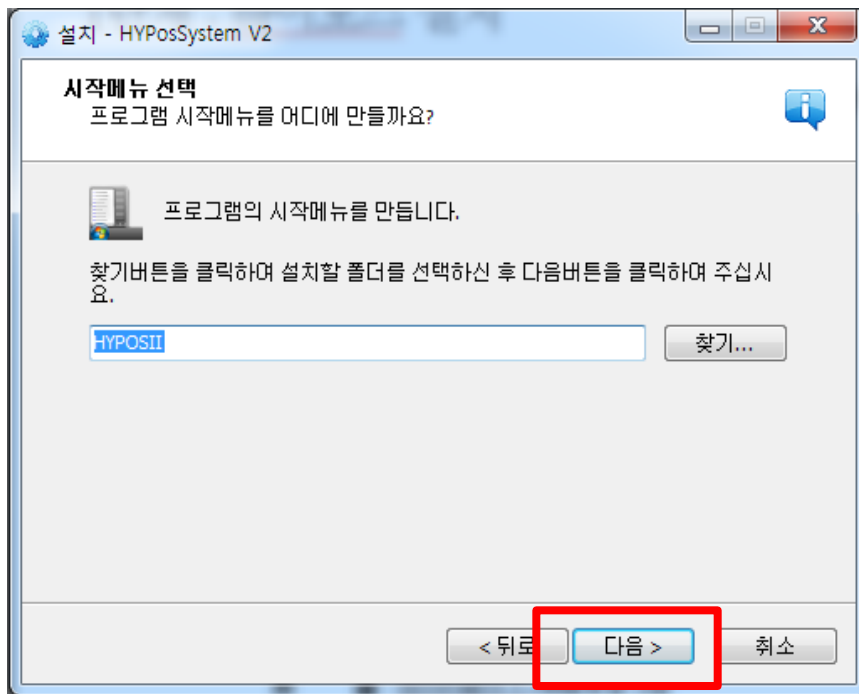 설치 - HYPosSystem V2
시작메뉴 선택
프로그램 시작메뉴를 어디에 만들까요?
프로그램의 시작메뉴를 만듭니다.
찾기버튼을 클릭하여 설치할 폴더를 선택하신 후 다음버튼을 클릭하여 주십시
요.
HYPOSII
찾기...
< 뒤로
다음 >
취소